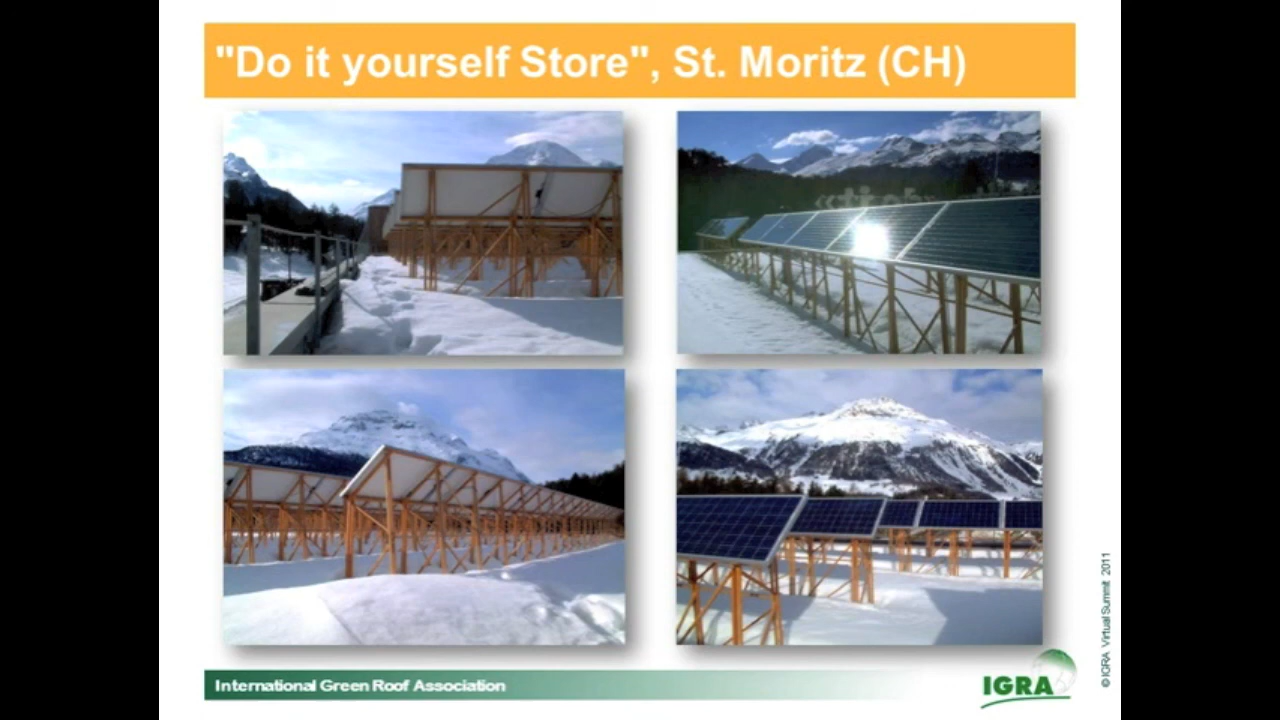 "Do it yourself Store", St. Moritz (CH)
International Green Roof Association
IGRA
© IGRA Virtual Summit 2011